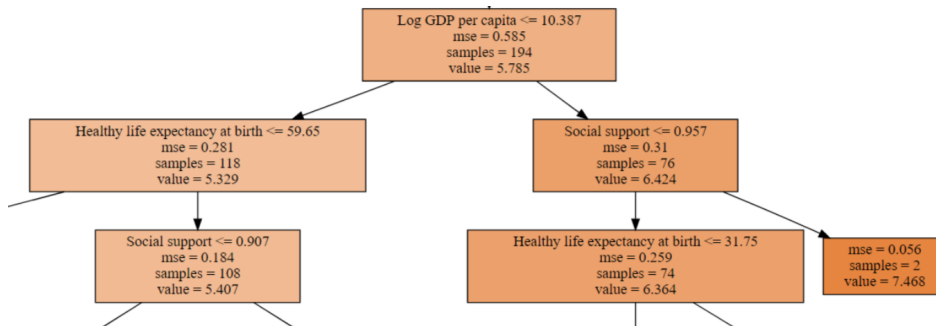 Log GDP per capita <= 10.387
mse = 0.585
samples = 194
value = 5.785
Healthy life expectancy at birth <= 59.65
mse = 0.281
samples = 118
value = 5.329
Social support <= 0.957
mse = 0.31
samples = 76
value = 6.424
Social support <= 0.907
mse = 0.184
samples = 108
value = 5.407
Healthy life expectancy at birth <= 31.75
mse = 0.259
samples = 74
value = 6.364
mse = 0.056
samples = 2
value = 7.468